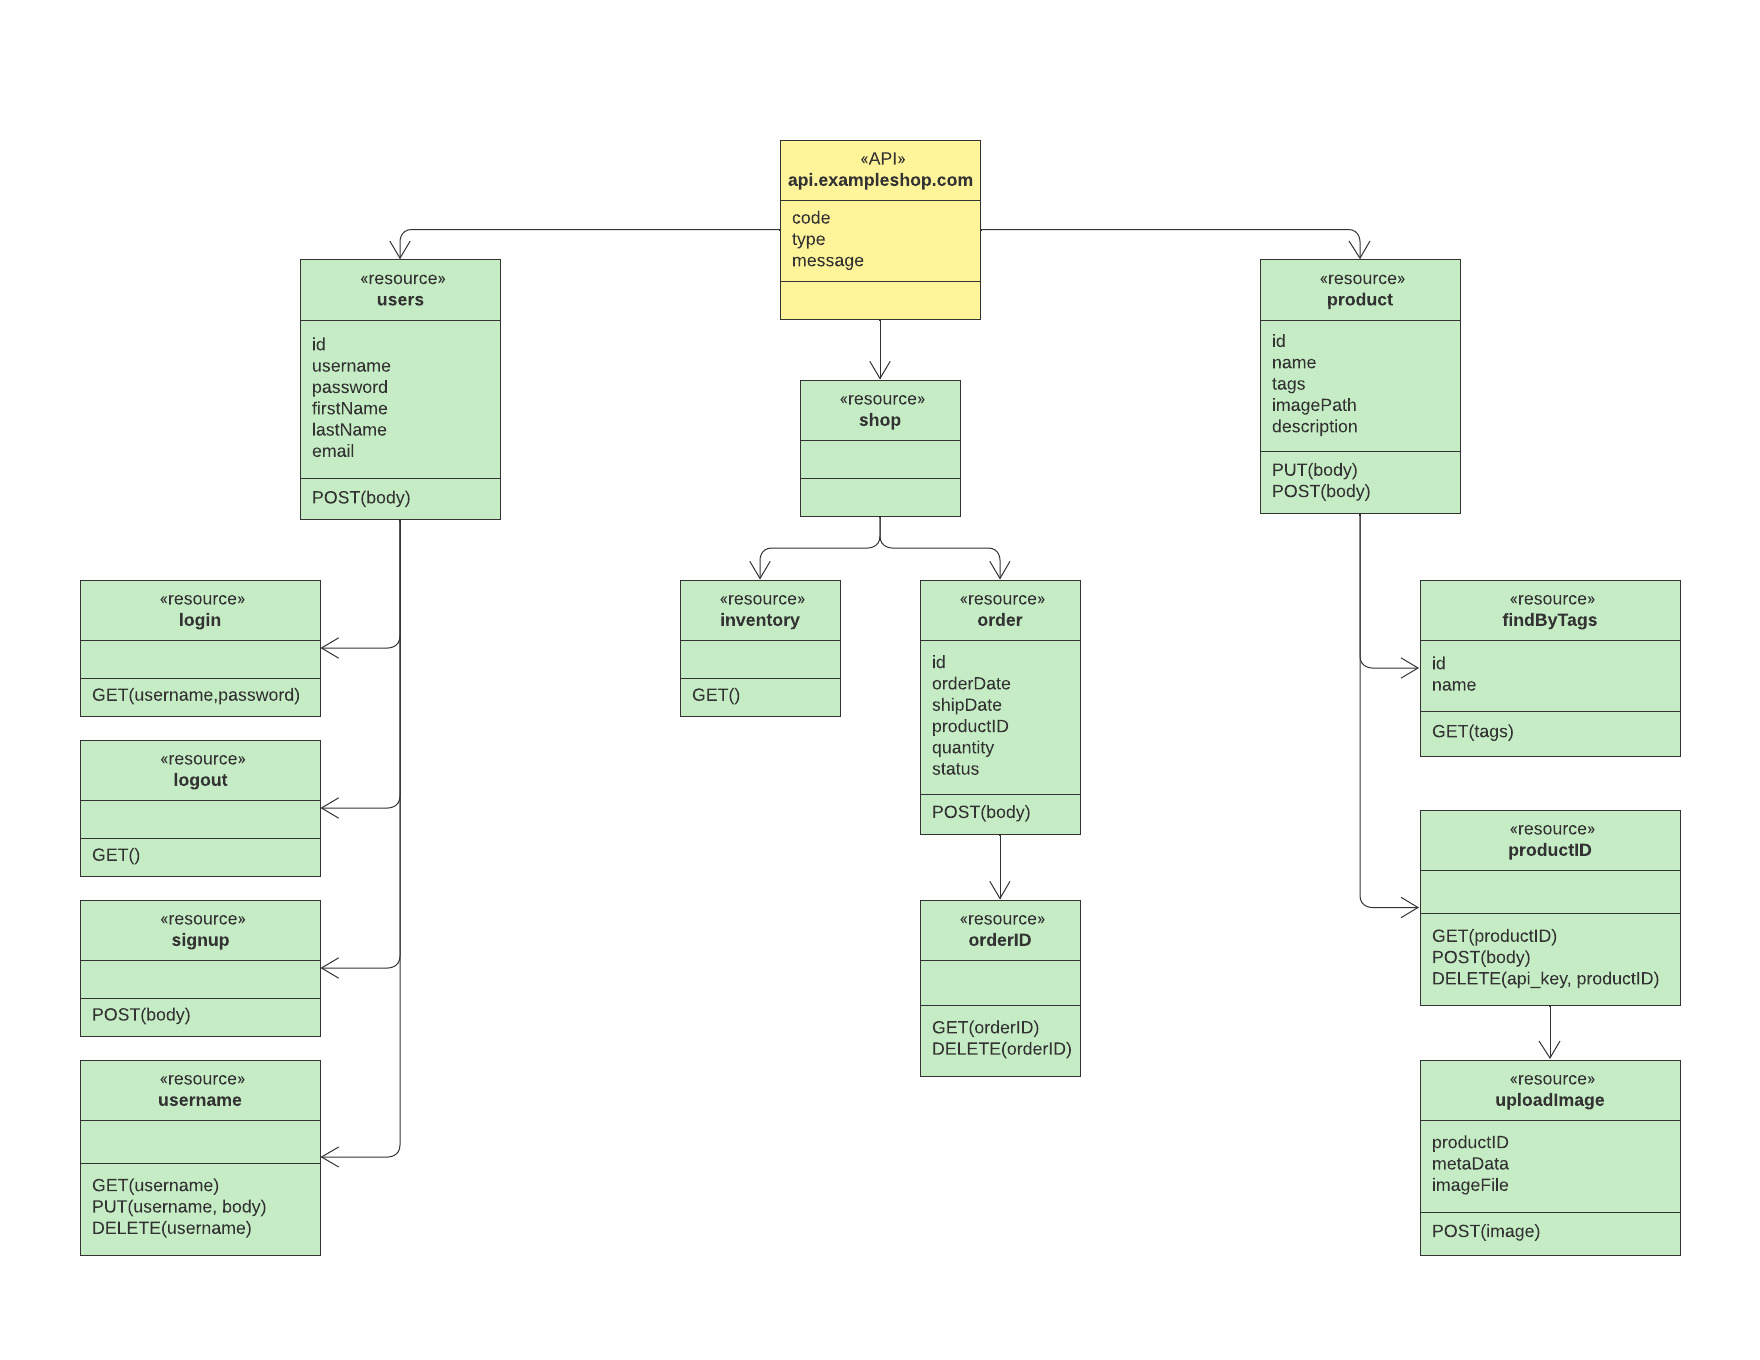 «API»
api.exampleshop.com
code
type
message
«resource»
users
id
username
password
firstName
lastName
email
POST(body)
«resource»
login
GET(username,password)
«resource»
logout
GET()
«resource»
signup
POST(body)
«resource»
username
GET(username)
PUT(username, body)
DELETE(username)
«resource»
shop
«resource»
inventory
GET()
«resource»
order
id
orderDate
shipDate
productID
quantity
status
POST(body)
«resource»
orderID
GET(orderID)
DELETE(orderID)
«resource»
product
id
name
tags
imagePath
description
PUT(body)
POST(body)
«resource»
findByTags
id
name
GET(tags)
«resource»
productID
GET(productID)
POST(body)
DELETE(api_key, productID)
«resource»
uploadImage
productID
metaData
imageFile
POST(image)